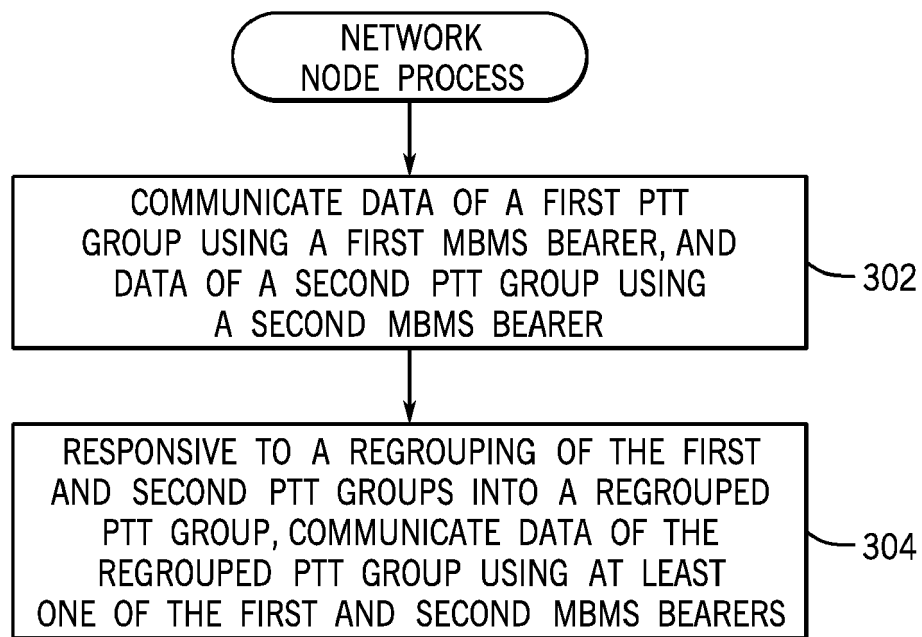 NETWORK
NODE PROCESS
COMMUNICATE DATA OF A FIRST PTT
GROUP USING A FIRST MBMS BEARER, AND
DATA OF A SECOND PTT GROUP USING
A SECOND MBMS BEARER
302
RESPONSIVE TO A REGROUPING OF THE FIRST
AND SECOND PTT GROUPS INTO A REGROUPED
PTT GROUP, COMMUNICATE DATA OF THE
REGROUPED PTT GROUP USING AT LEAST
ONE OF THE FIRST AND SECOND MBMS BEARERS
304